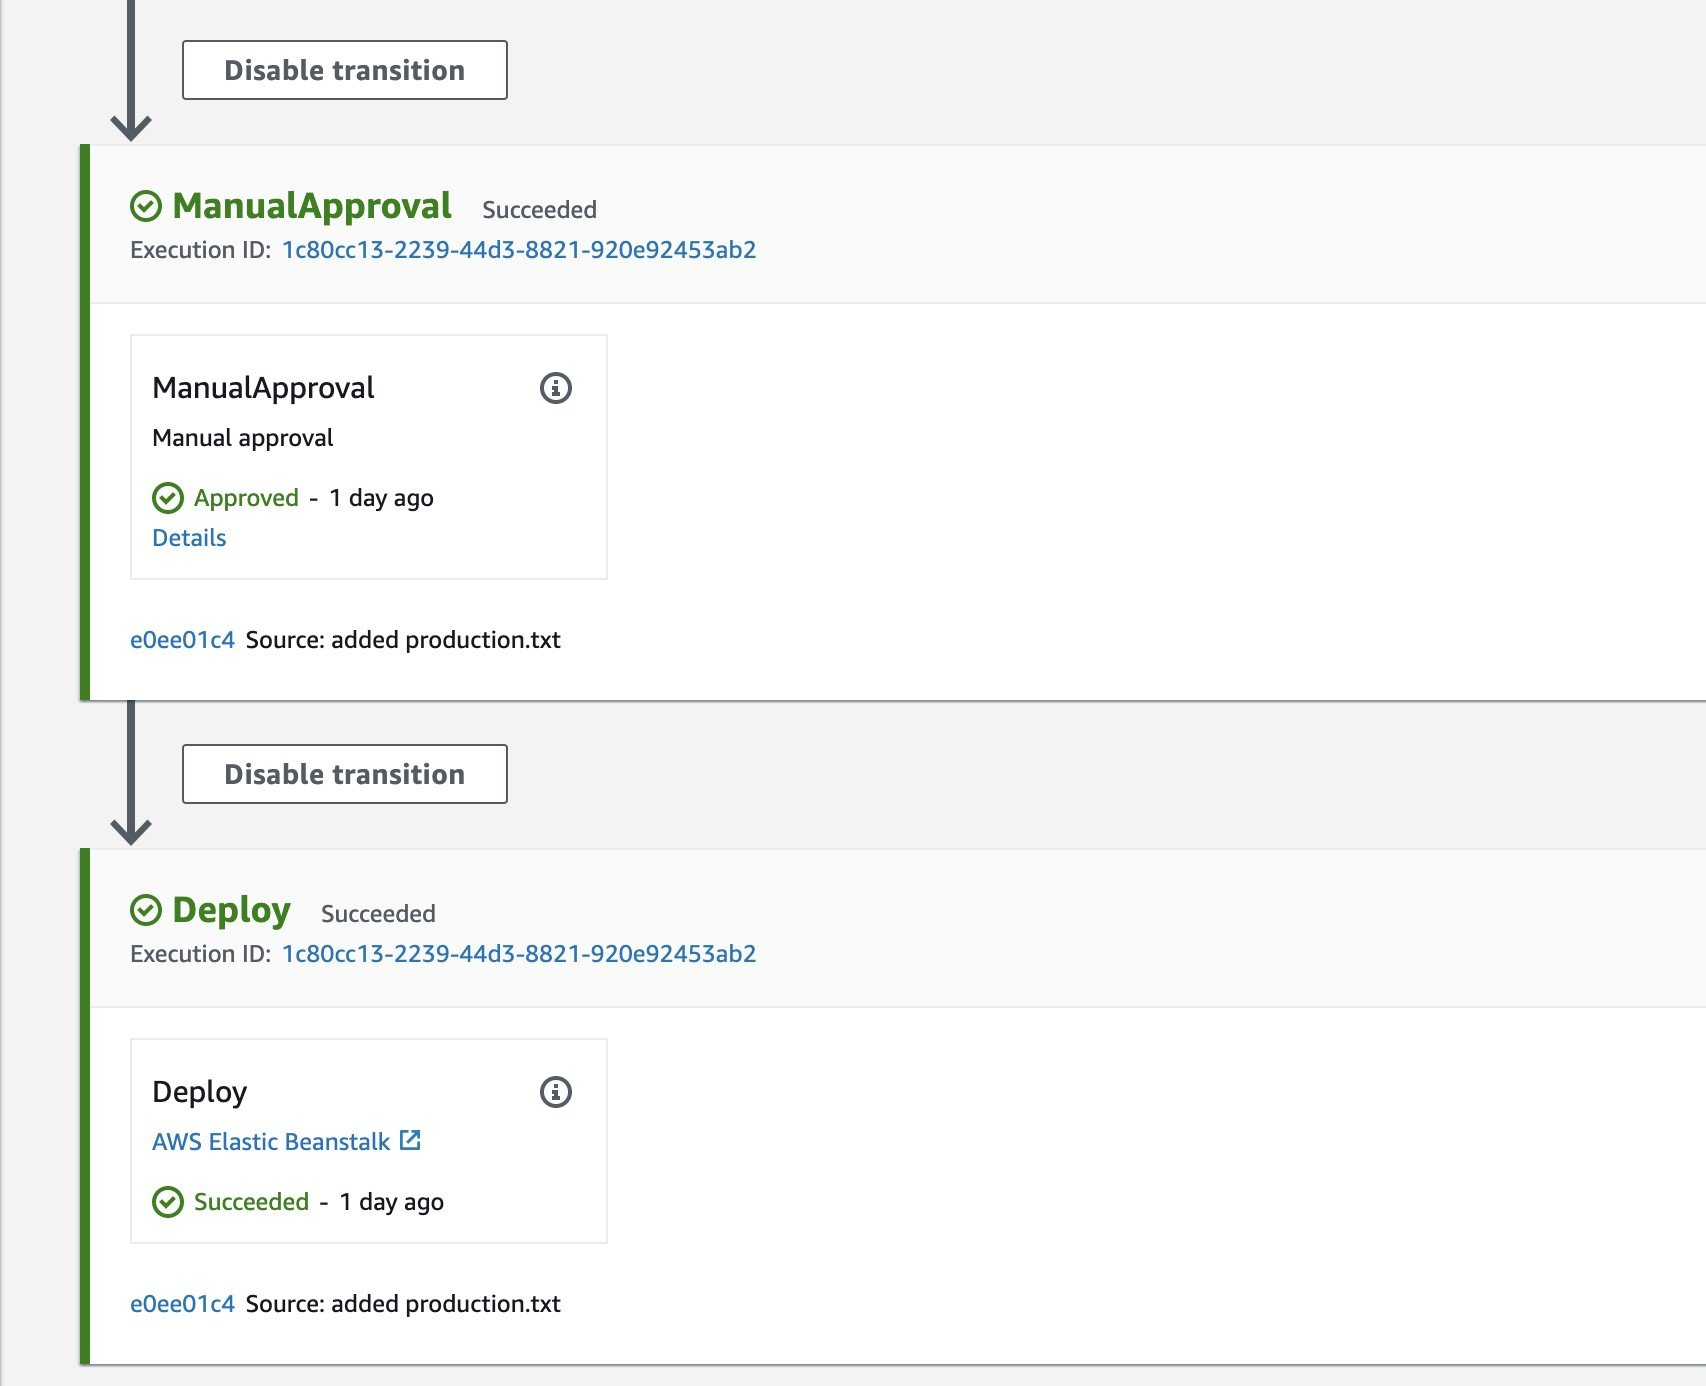 Disable transition
ManualApproval Succeeded
Execution ID: 1c80cc13-2239-44d3-8821-920e92453ab2
ManualApproval
Manual approval
Approved - 1 day ago
Details
e0ee01c4 Source: added production.txt
Disable transition
Deploy Succeeded
Execution ID: 1c80cc13-2239-44d3-8821-920e92453ab2
Deploy
AWS Elastic Beanstalk
Succeeded - 1 day ago
e0ee01c4 Source: added production.txt